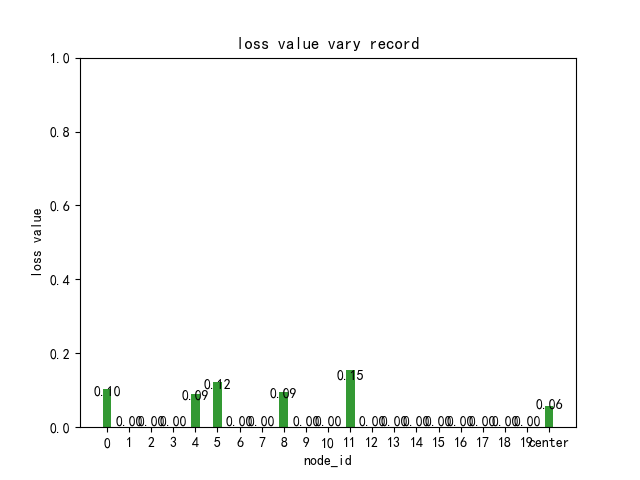 loss value vary record
loss value
1.0
0.8
0.6
0.4
0.2
0.0
0.10 0.00 0.00 0.00 0.09 0.12 0.00 0.00 0.09 0.00 0.00 0.15 0.00 0.00 0.00 0.00 0.00 0.00 0.00 0.00 0.06
0 1 2 3 4 5 6 7 8 9 10 11 12 13 14 15 16 17 18 19 center
node_id